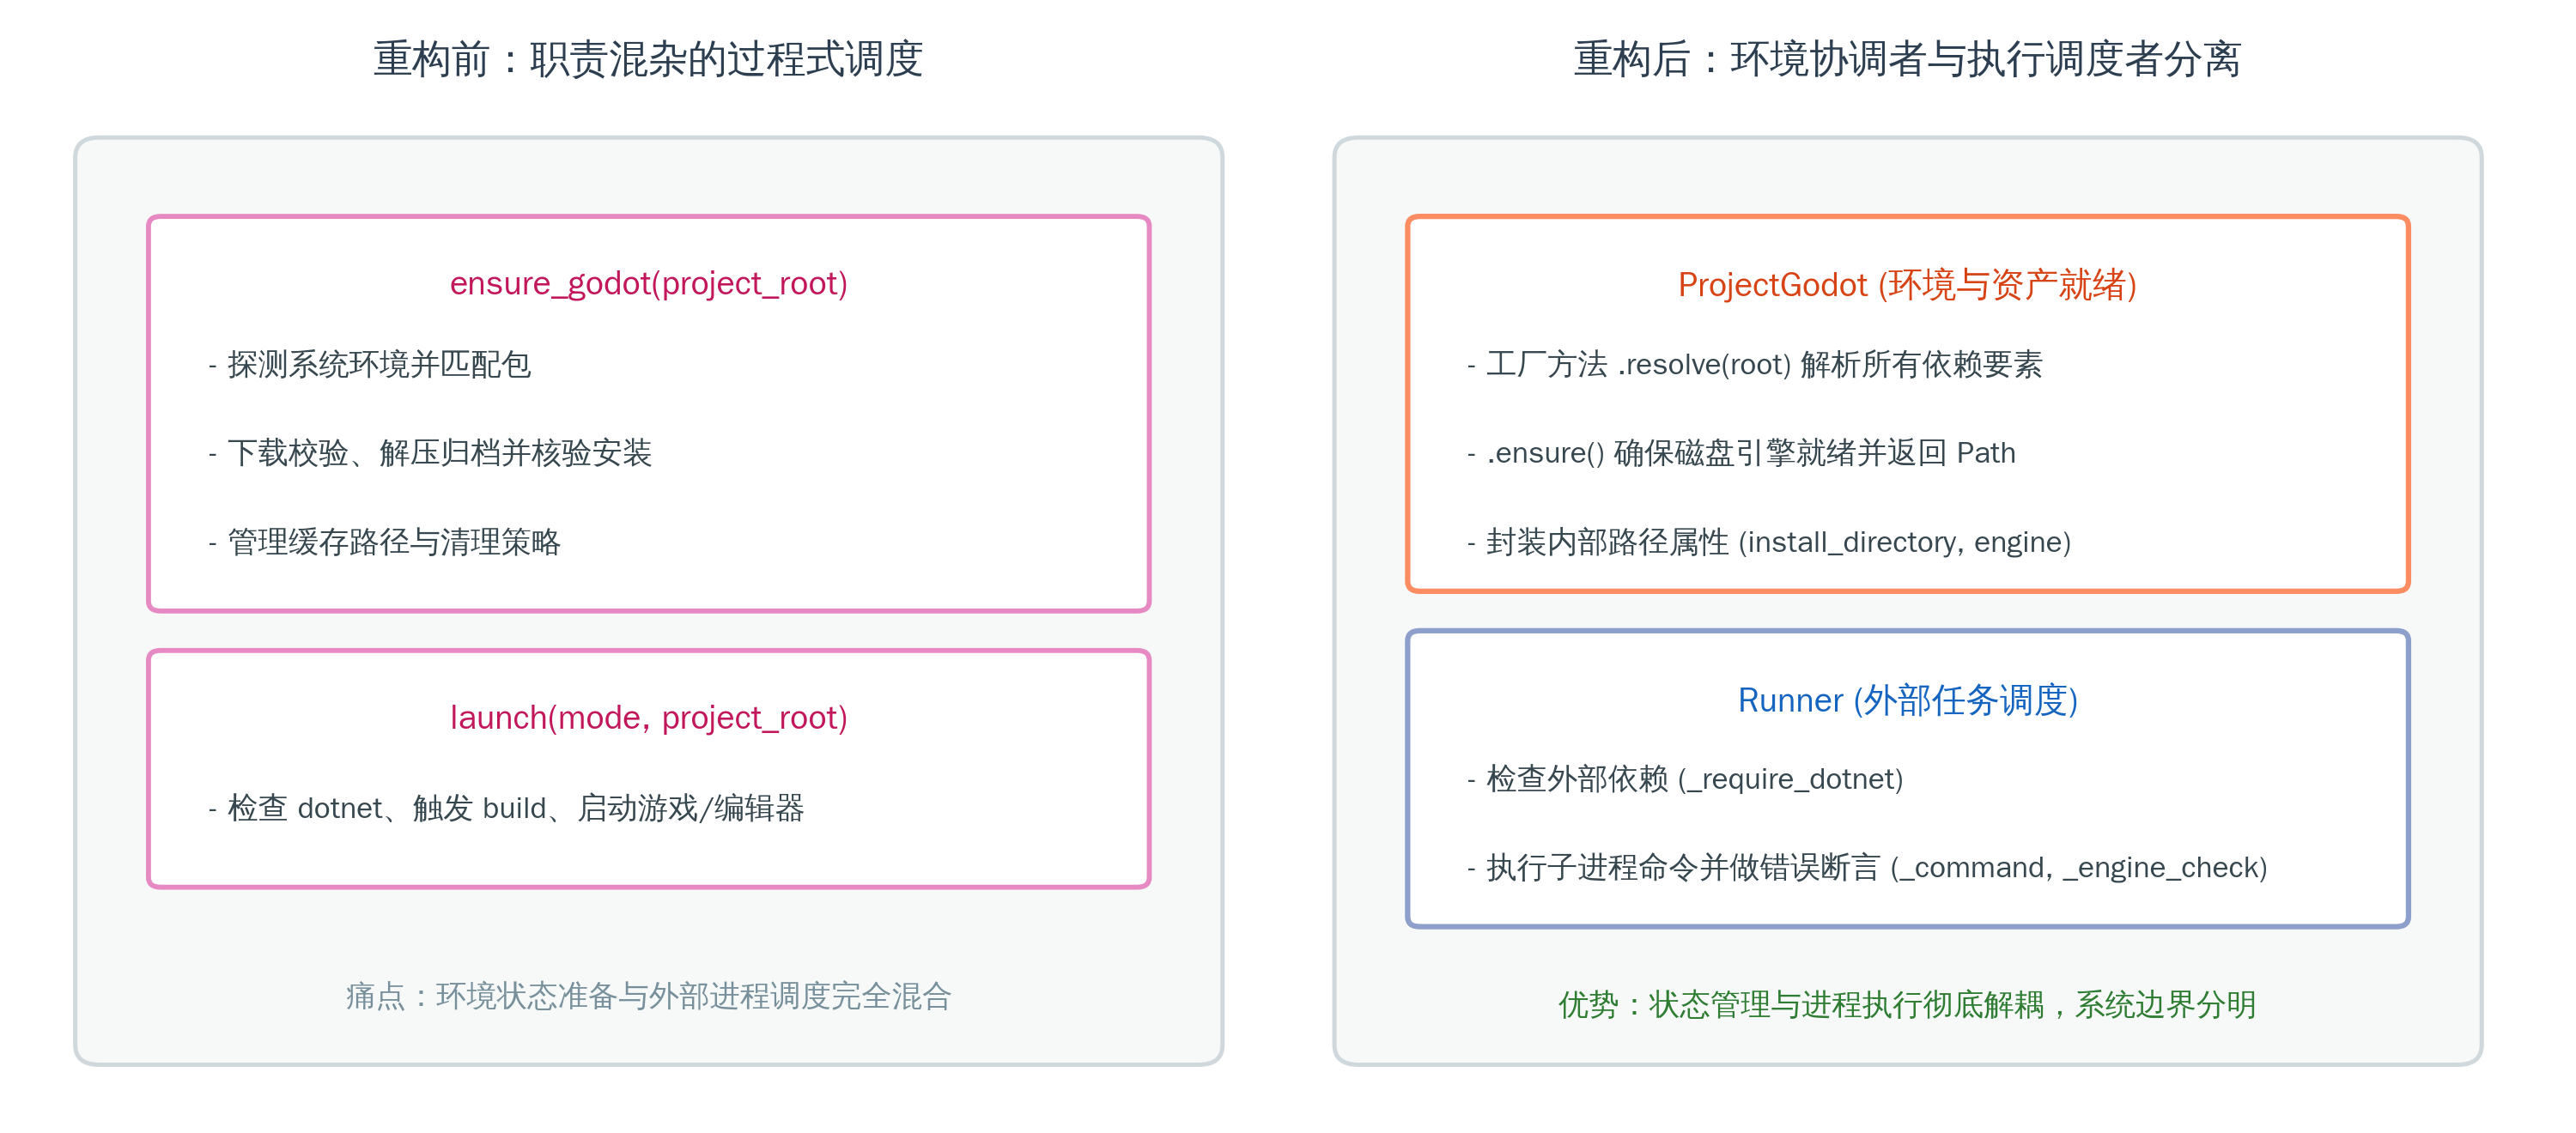 重构前：职责混杂的过程式调度
ensure_godot(project_root)
- 探测系统环境并匹配包
- 下载校验、解压归档并核验安装
- 管理缓存路径与清理策略
launch(mode, project_root)
- 检查 dotnet、触发 build、启动游戏/编辑器
痛点：环境状态准备与外部进程调度完全混合
重构后：环境协调者与执行调度者分离
ProjectGodot (环境与资产就绪)
- 工厂方法 .resolve(root) 解析所有依赖要素
- .ensure() 确保磁盘引擎就绪并返回 Path
- 封装内部路径属性 (install_directory, engine)
Runner (外部任务调度)
- 检查外部依赖 (_require_dotnet)
- 执行子进程命令并做错误断言 (_command, _engine_check)
优势：状态管理与进程执行彻底解耦，系统边界分明